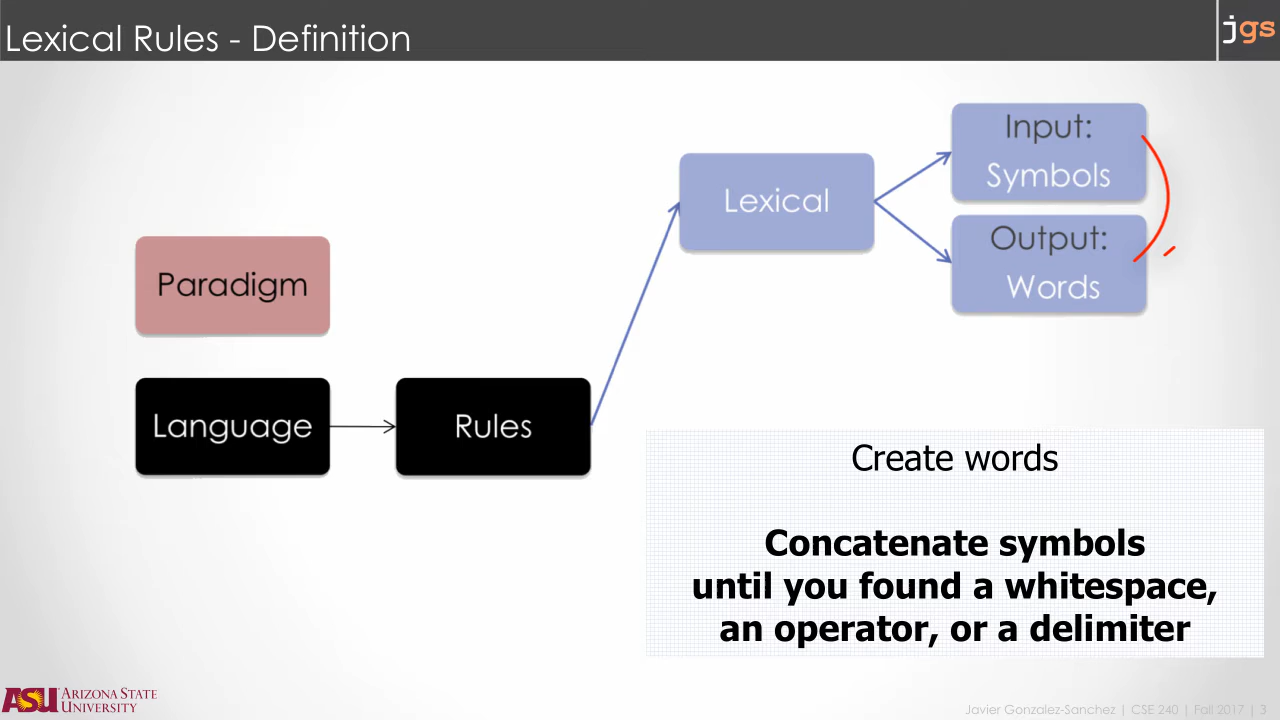 Lexical Rules - Definition
jgs
Input:
Symbols
Lexical
Output:
Words
Paradigm
Language
Rules
Create words
Concatenate symbols
until you found a whitespace,
an operator, or a delimiter
ASU ARIZONA STATE
UNIVERSITY
Javier Gonzalez-Sanchez | CSE 240 | Fall 2017 | 3